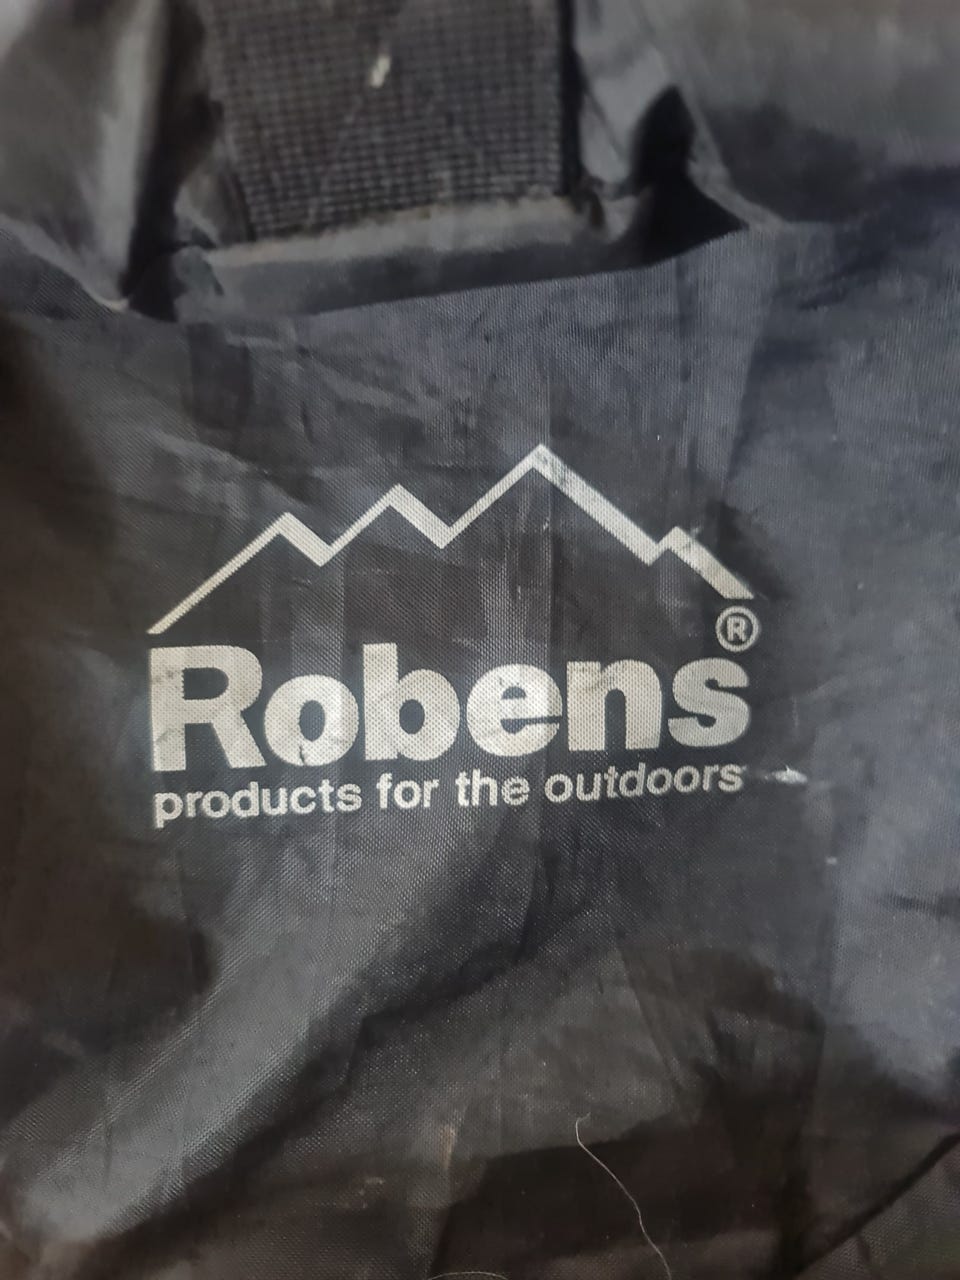 ®
Robens
products for the outdoors